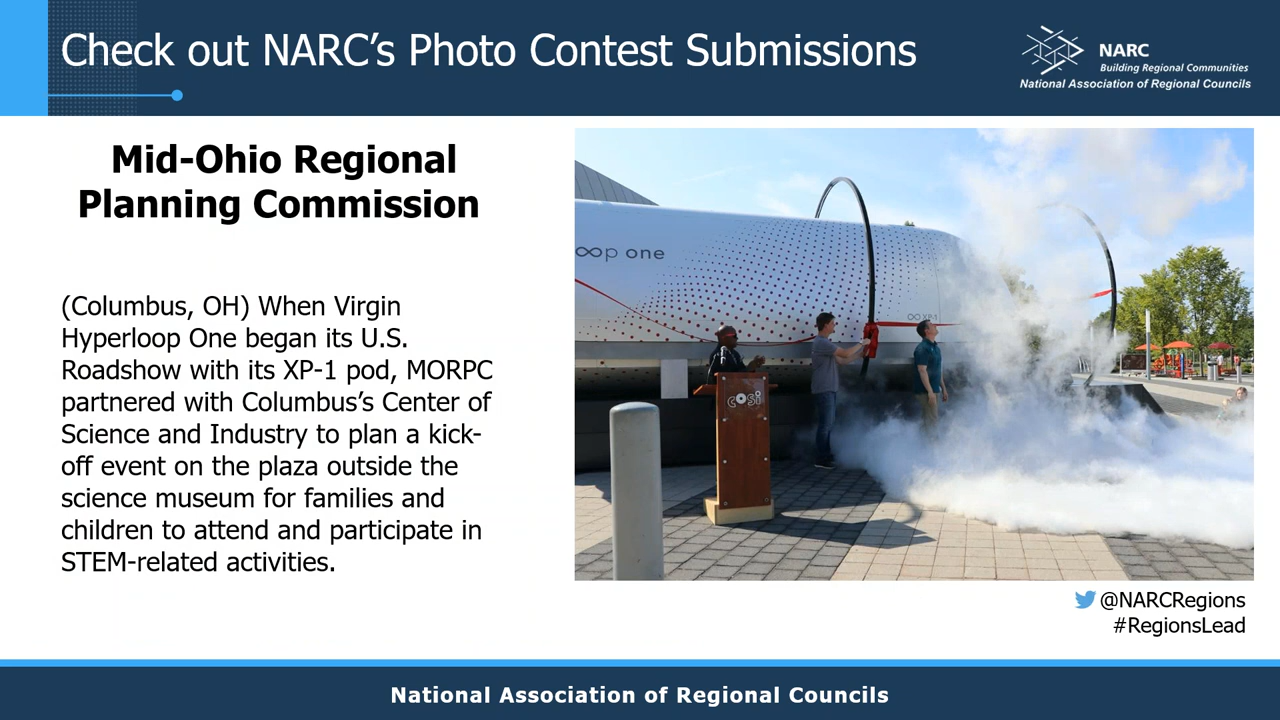 Check out NARC’s Photo Contest Submissions
NARC
Building Regional Communities
National Association of Regional Councils
Mid-Ohio Regional
Planning Commission
(Columbus, OH) When Virgin
Hyperloop One began its U.S.
Roadshow with its XP-1 pod, MORPC
partnered with Columbus’s Center of
Science and Industry to plan a kick-
off event on the plaza outside the
science museum for families and
children to attend and participate in
STEM-related activities.
oop one
XP-1
cosi
@NARCRegions
#RegionsLead
National Association of Regional Councils